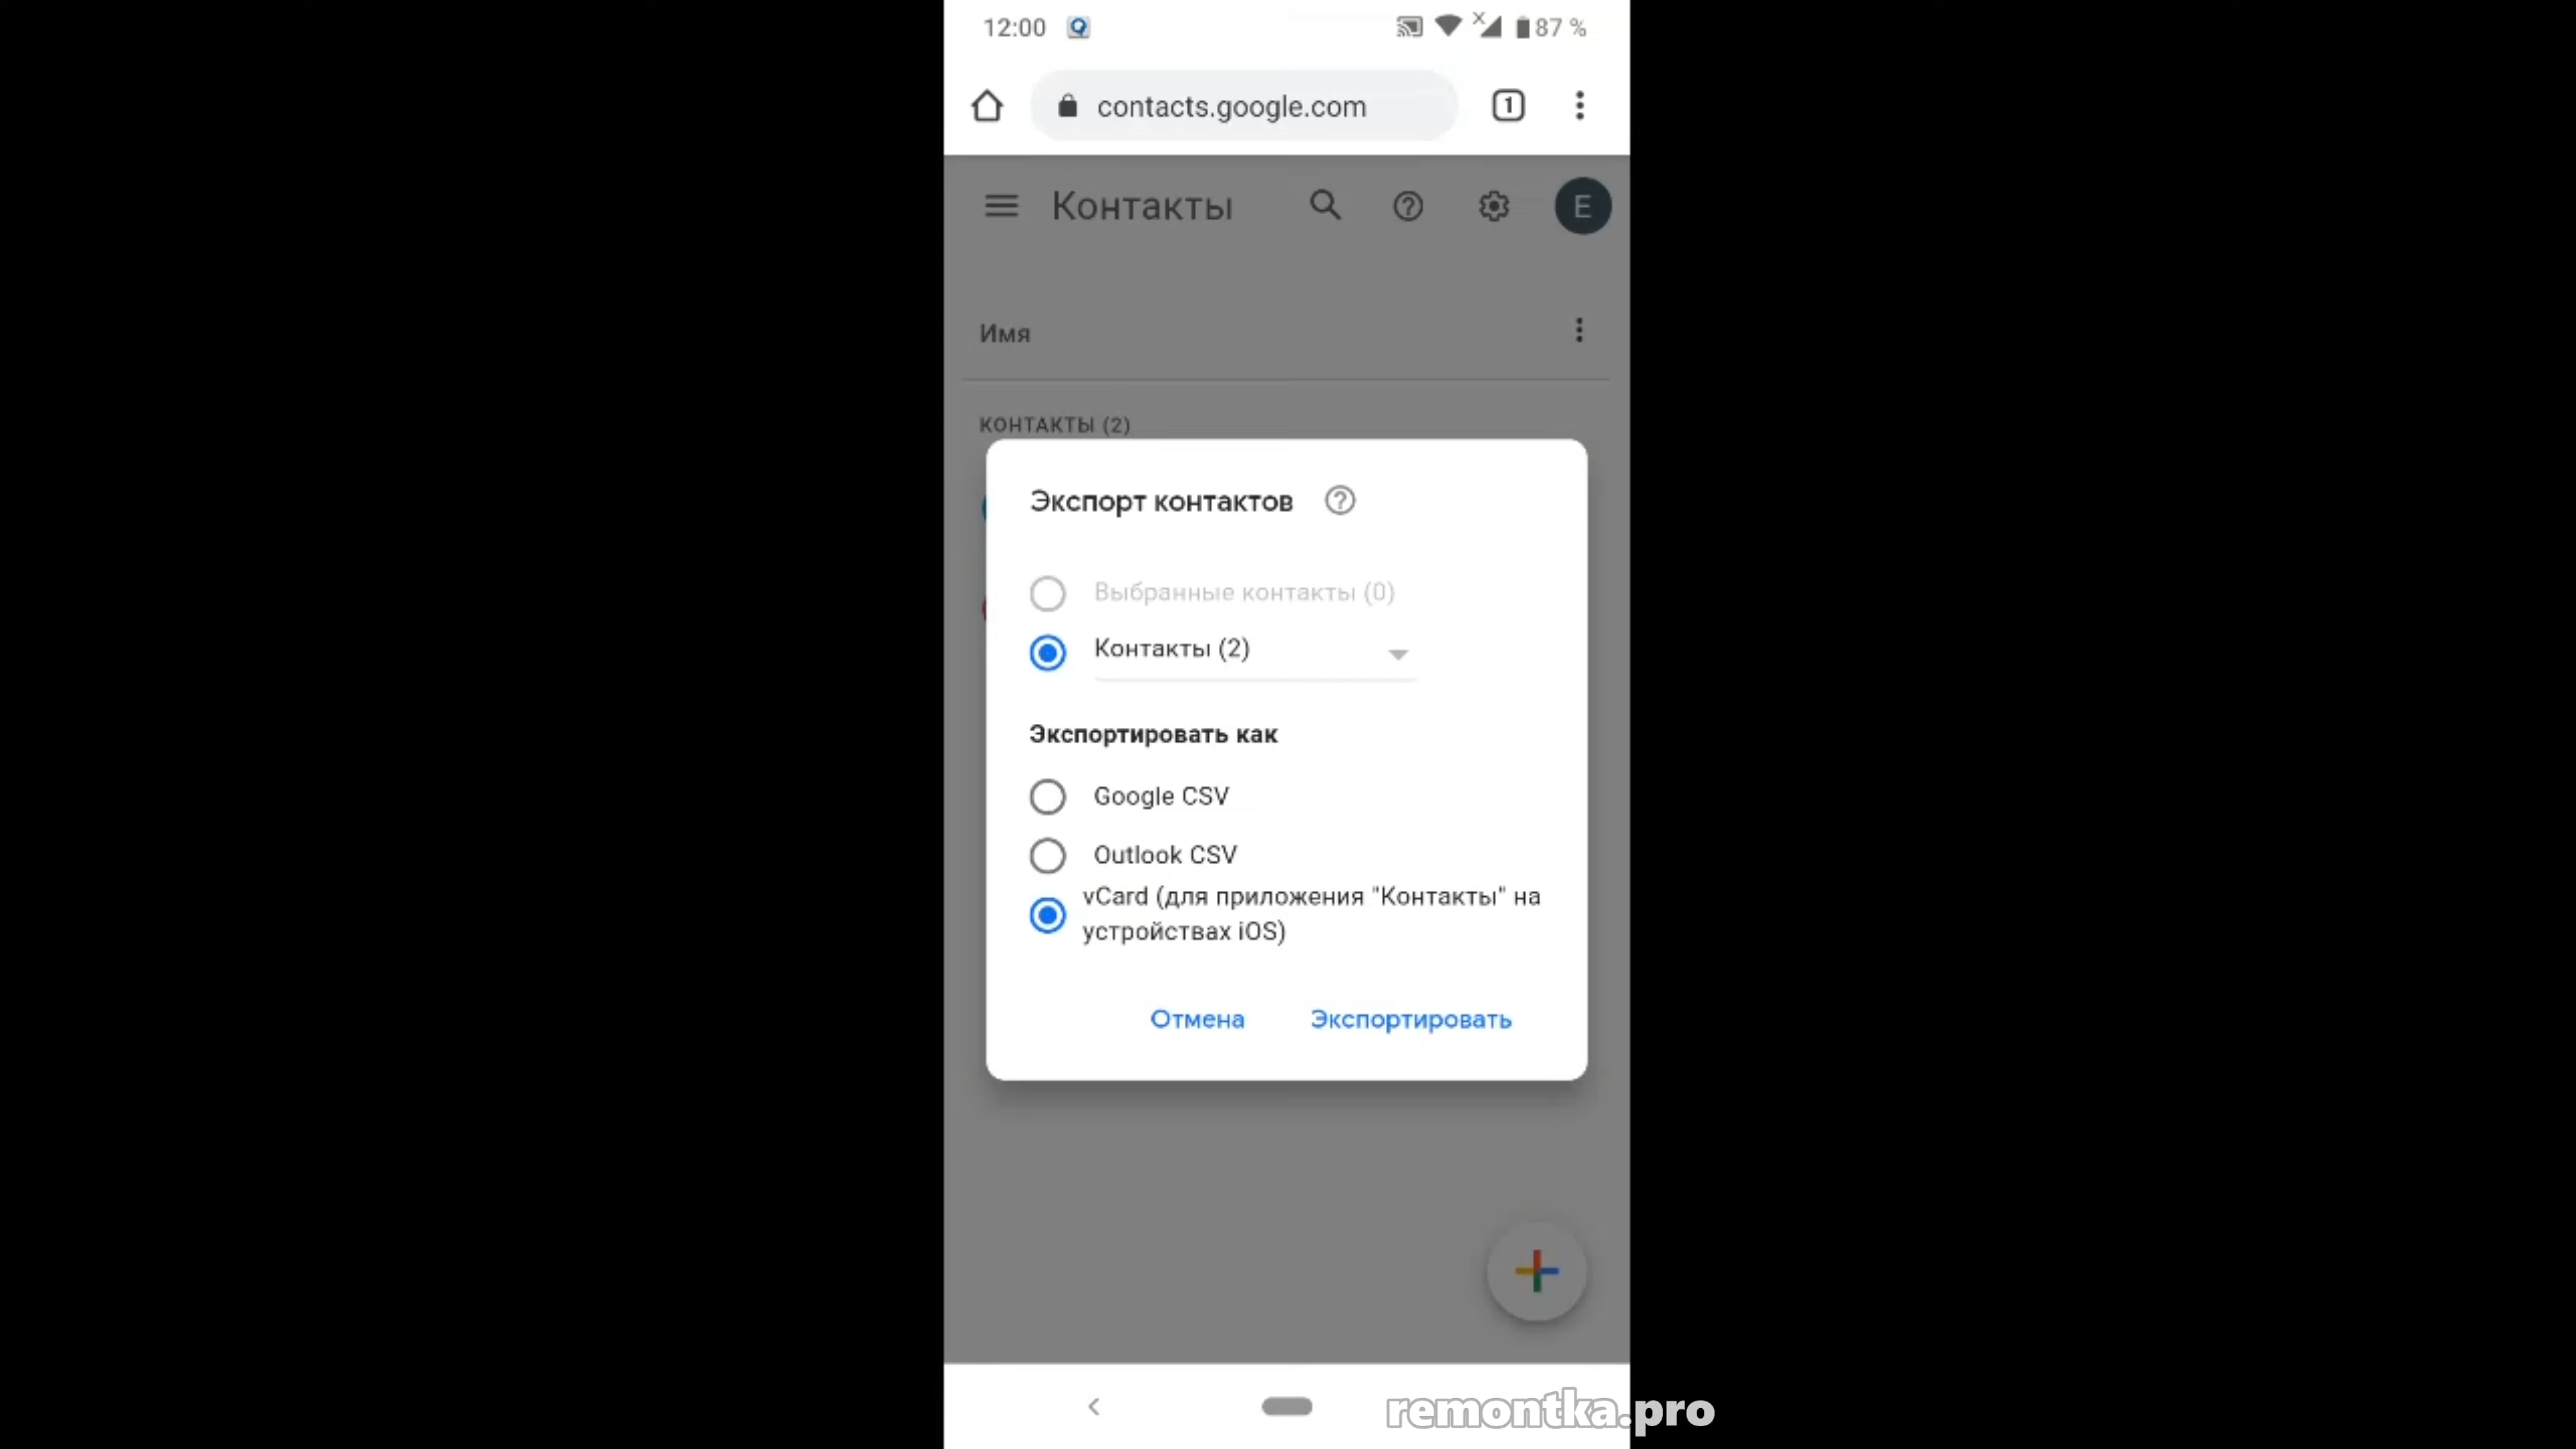 12:00
87 %
contacts.google.com
1
Контакты
E
Имя
КОНТАКТЫ (2)
Экспорт контактов
Выбранные контакты (0)
Контакты (2)
Экспортировать как
Google CSV
Outlook CSV
vCard (для приложения "Контакты" на
устройствах iOS)
Отмена
Экспортировать
remontka.pro